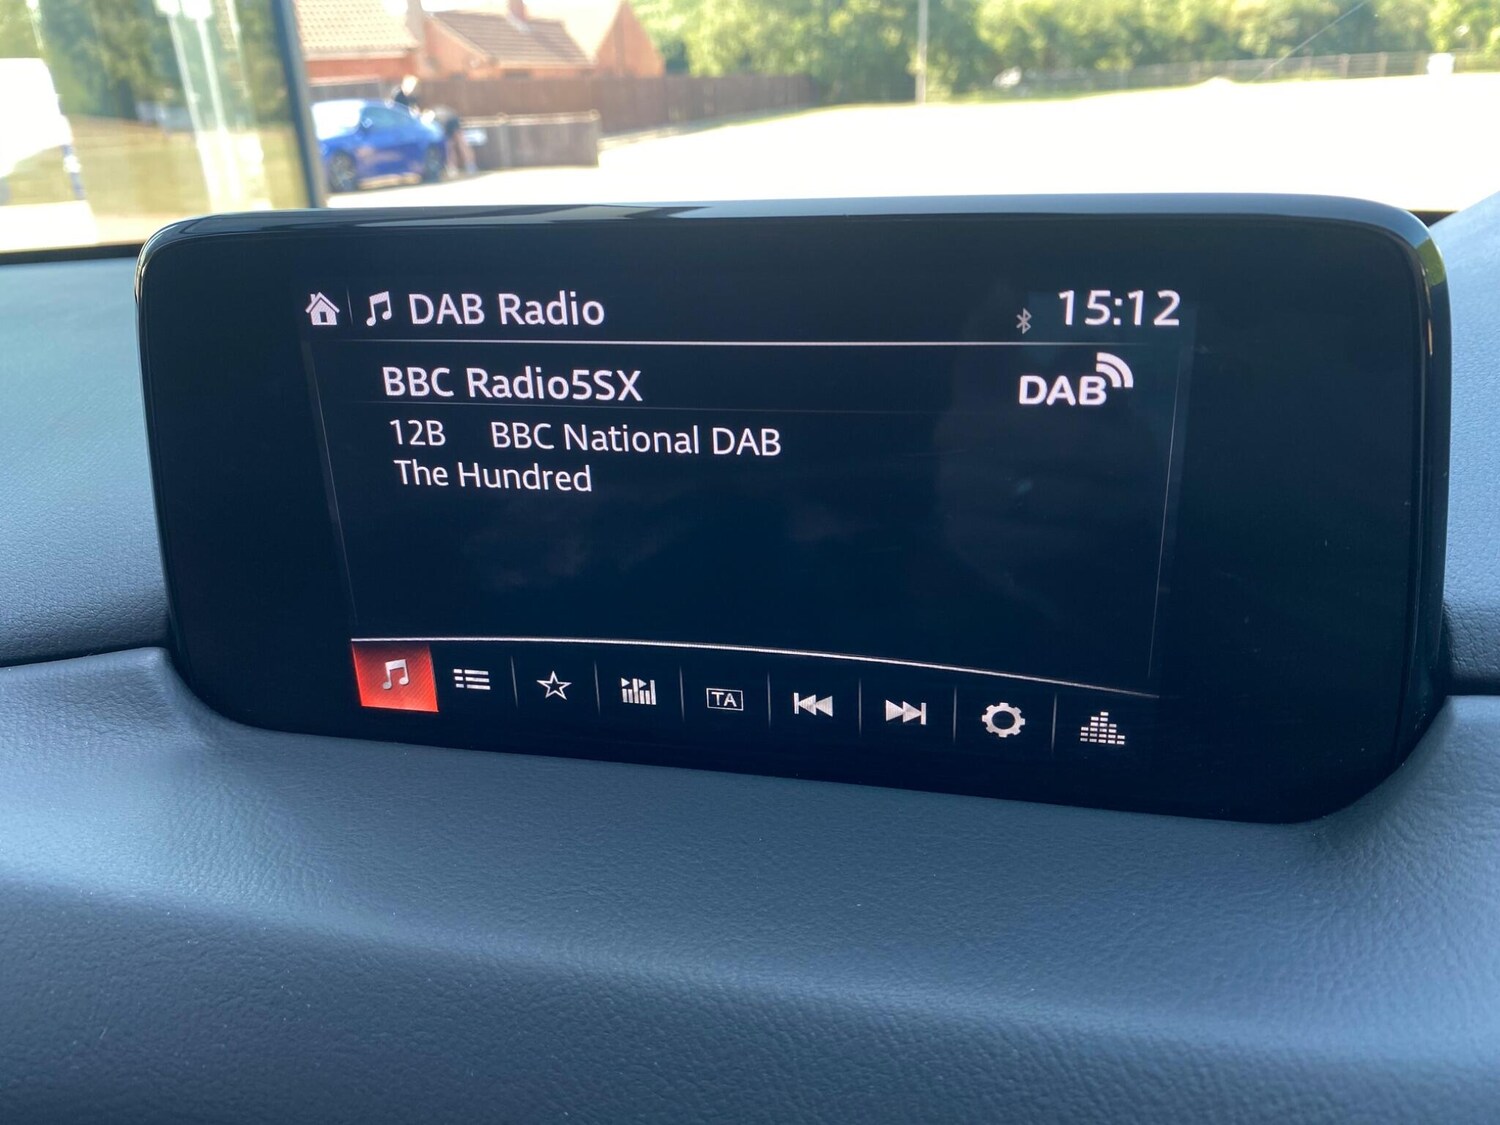 DAB Radio
15:12
BBC Radio5SX
DAB
12B BBC National DAB
The Hundred
TA